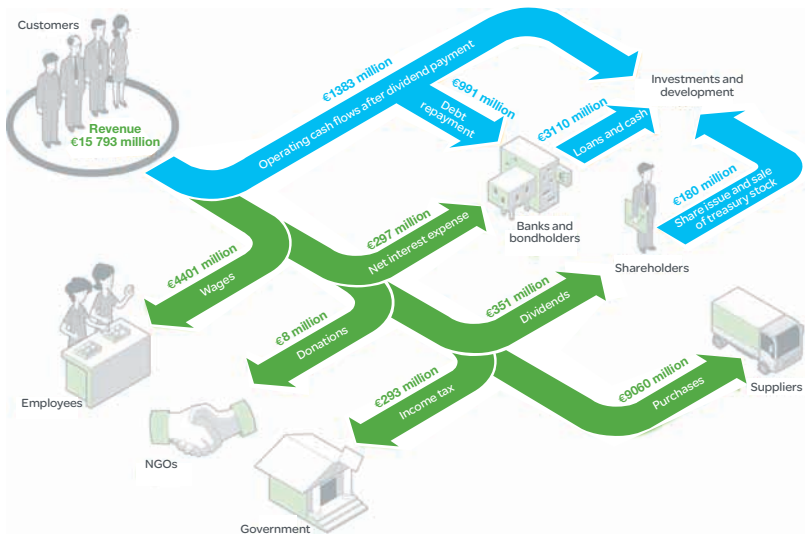 Customers
Revenue
€15 793 million
€1383 million
Operating cash flows after dividend payment
€991 million
Debt
repayment
Investments and
development
€3110 million
Loans and cash
€180 million
Share issue and sale
of treasury stock
Banks and
bondholders
Shareholders
€297 million
Net interest expense
€4401 million
Wages
Employees
€8 million
Donations
NGOs
€351 million
Dividends
€293 million
Income tax
Government
€9060 million
Purchases
Suppliers